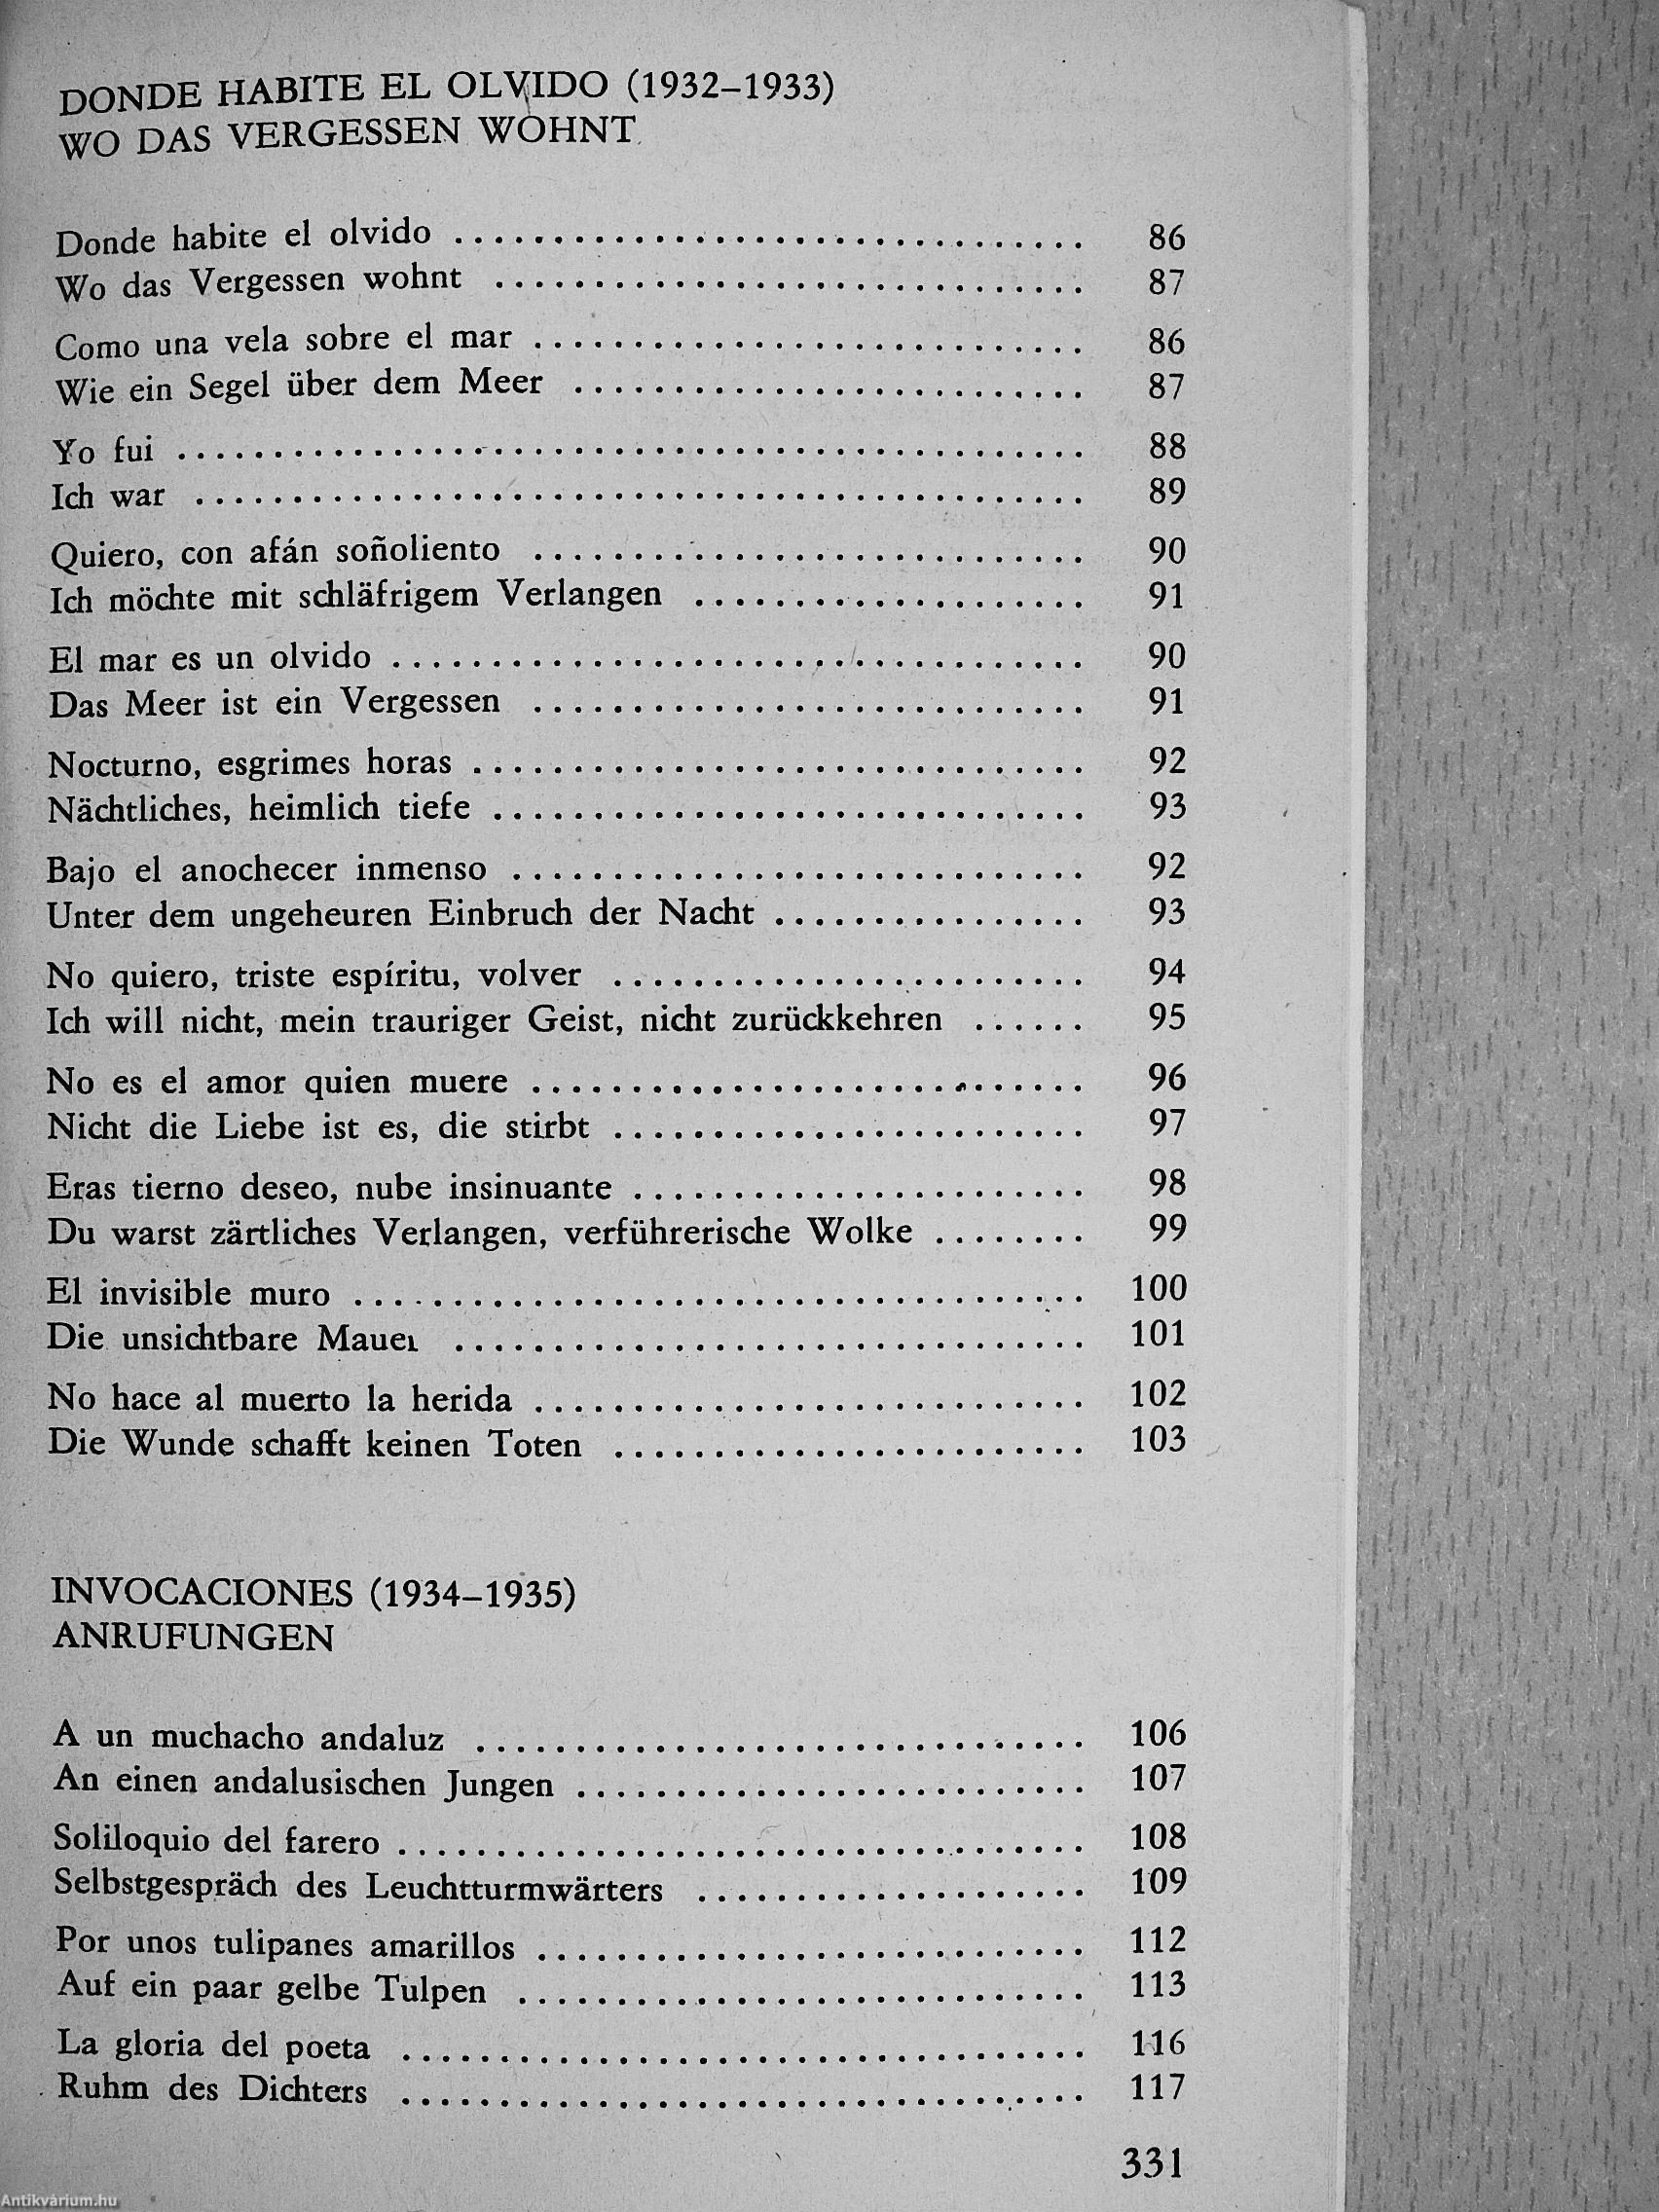 DONDE HABITE EL OLVIDO (1932–1933)
WO DAS VERGESSEN WOHNT
Donde habite el olvido ................................ 86
Wo das Vergessen wohnt .............................. 87
Como una vela sobre el mar ............................ 86
Wie ein Segel über dem Meer .......................... 87
Yo fui .............................................. 88
Ich war ............................................. 89
Quiero, con afán soñoliento ............................ 90
Ich möchte mit schläfrigem Verlangen .................... 91
El mar es un olvido ................................... 90
Das Meer ist ein Vergessen ............................ 91
Nocturno, esgrimes horas ............................... 92
Nächtliches, heimlich tiefe .............................. 93
Bajo el anochecer inmenso ............................. 92
Unter dem ungeheuren Einbruch der Nacht ................ 93
No quiero, triste espíritu, volver ........................ 94
Ich will nicht, mein trauriger Geist, nicht zurückkehren ...... 95
No es el amor quien muere ............................ 96
Nicht die Liebe ist es, die stirbt ........................ 97
Eras tierno deseo, nube insinuante ....................... 98
Du warst zärtliches Verlangen, verführerische Wolke ........ 99
El invisible muro ..................................... 100
Die unsichtbare Mauer ................................ 101
No hace al muerto la herida ............................ 102
Die Wunde schafft keinen Toten ........................ 103
INVOCACIONES (1934–1935)
ANRUFUNGEN
A un muchacho andaluz ............................... 106
An einen andalusischen Jungen .......................... 107
Soliloquio del farero ................................... 108
Selbstgespräch des Leuchtturmwärters .................... 109
Por unos tulipanes amarillos ............................ 112
Auf ein paar gelbe Tulpen ............................. 113
La gloria del poeta ................................... 116
Ruhm des Dichters ................................... 117
331
Antikvárium.hu